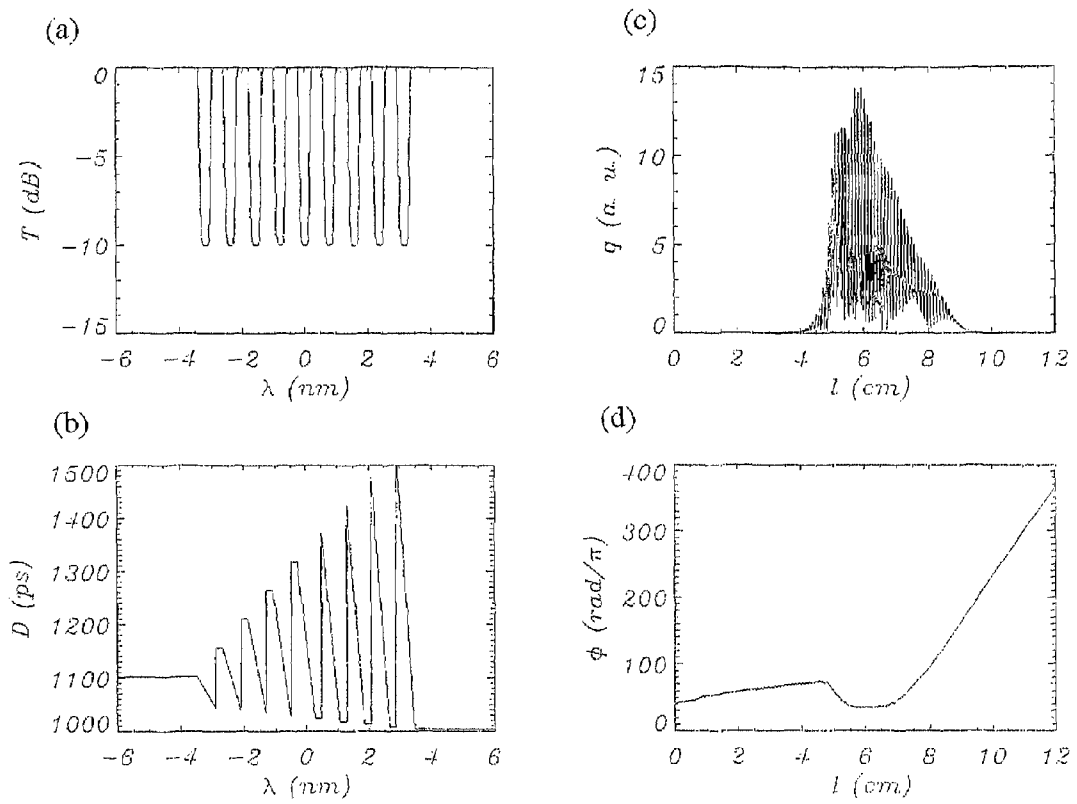 (a)
0
-5
-10
-15
T (dB)
-6 -4 -2 0 2 4 6
λ (nm)
(b)
1500
1400
1300
1200
1100
1000
D (ps)
-6 -4 -2 0 2 4 6
λ (nm)
(c)
15
10
5
0
q (a. u.)
0 2 4 6 8 10 12
l (cm)
(d)
400
300
200
100
0
ϕ (rad/π)
0 2 4 6 8 10 12
l (cm)